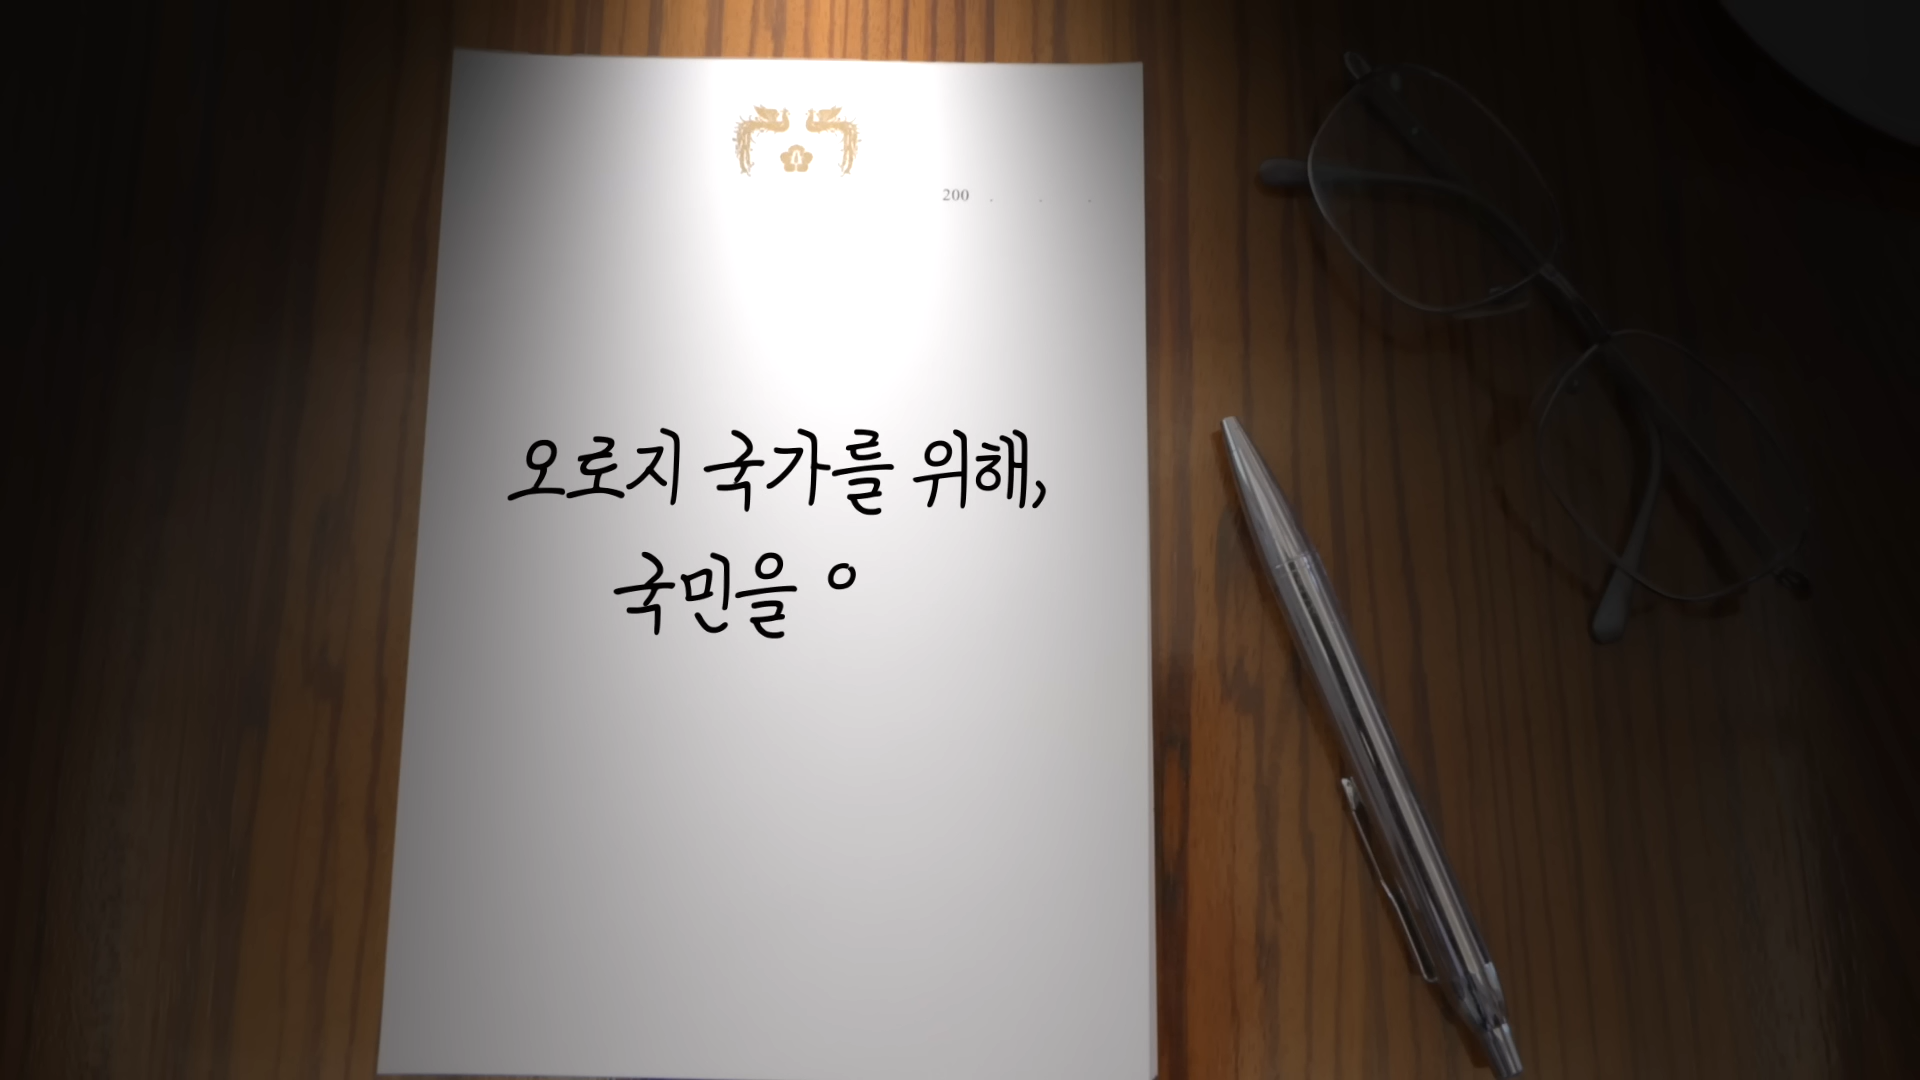 200 . . .
오로지 국가를 위해,
국민을 ㅇ